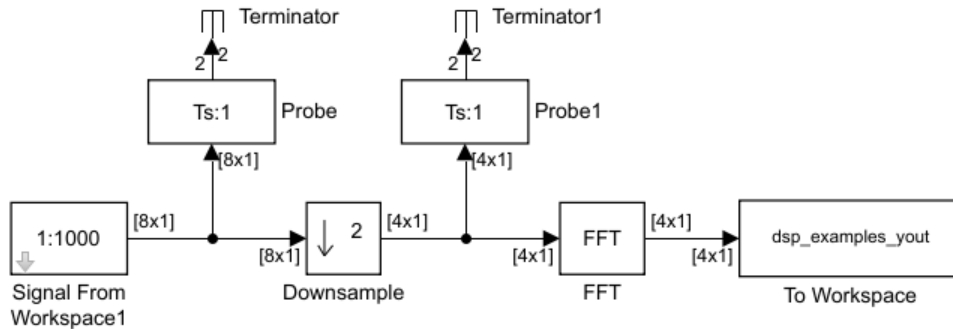 Terminator
Terminator1
2
2
2
2
Ts:1
Probe
Ts:1
Probe1
[8x1]
[4x1]
1:1000
[8x1]
[8x1]
2
[4x1]
[4x1]
FFT
[4x1]
[4x1]
dsp_examples_yout
Signal From
Workspace1
Downsample
FFT
To Workspace